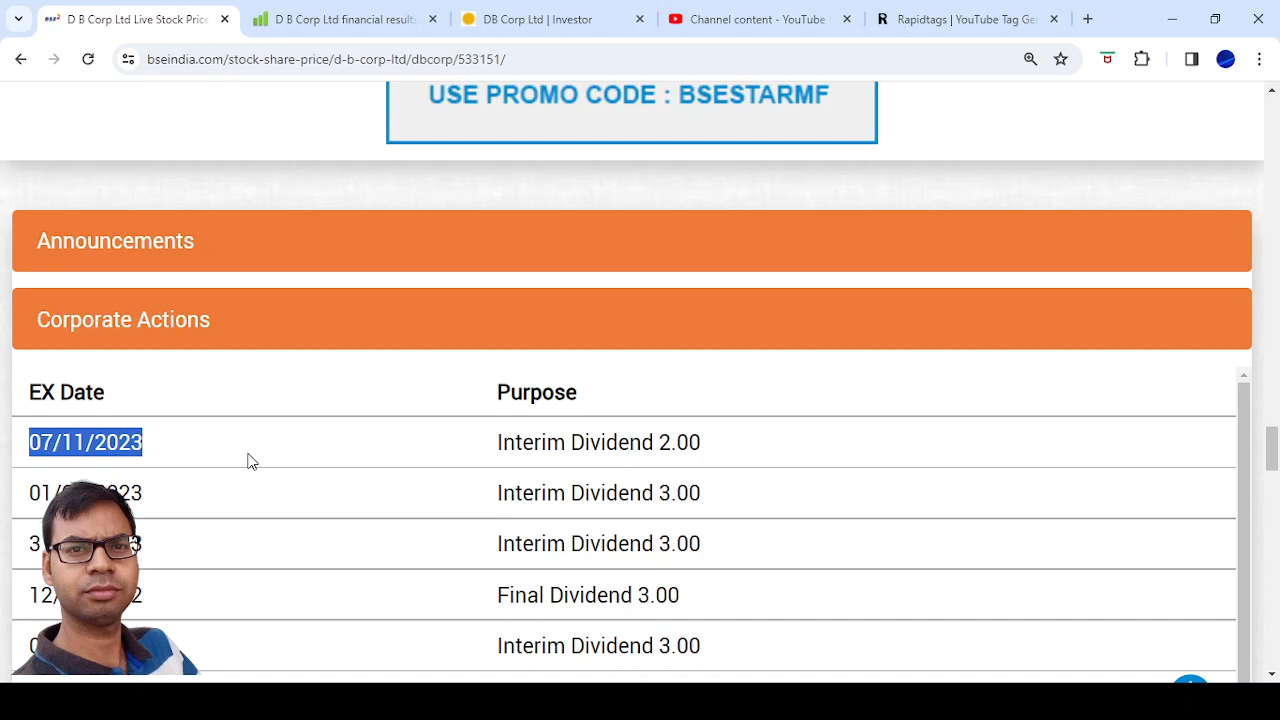 D B Corp Ltd Live Stock Price
D B Corp Ltd financial results
DB Corp Ltd | Investor
Channel content - YouTube
Rapidtags | YouTube Tag Ge
bseindia.com/stock-share-price/d-b-corp-ltd/dbcorp/533151/
USE PROMO CODE : BSESTARMF
Announcements
Corporate Actions
EX Date Purpose
07/11/2023 Interim Dividend 2.00
Interim Dividend 3.00
Interim Dividend 3.00
Final Dividend 3.00
Interim Dividend 3.00